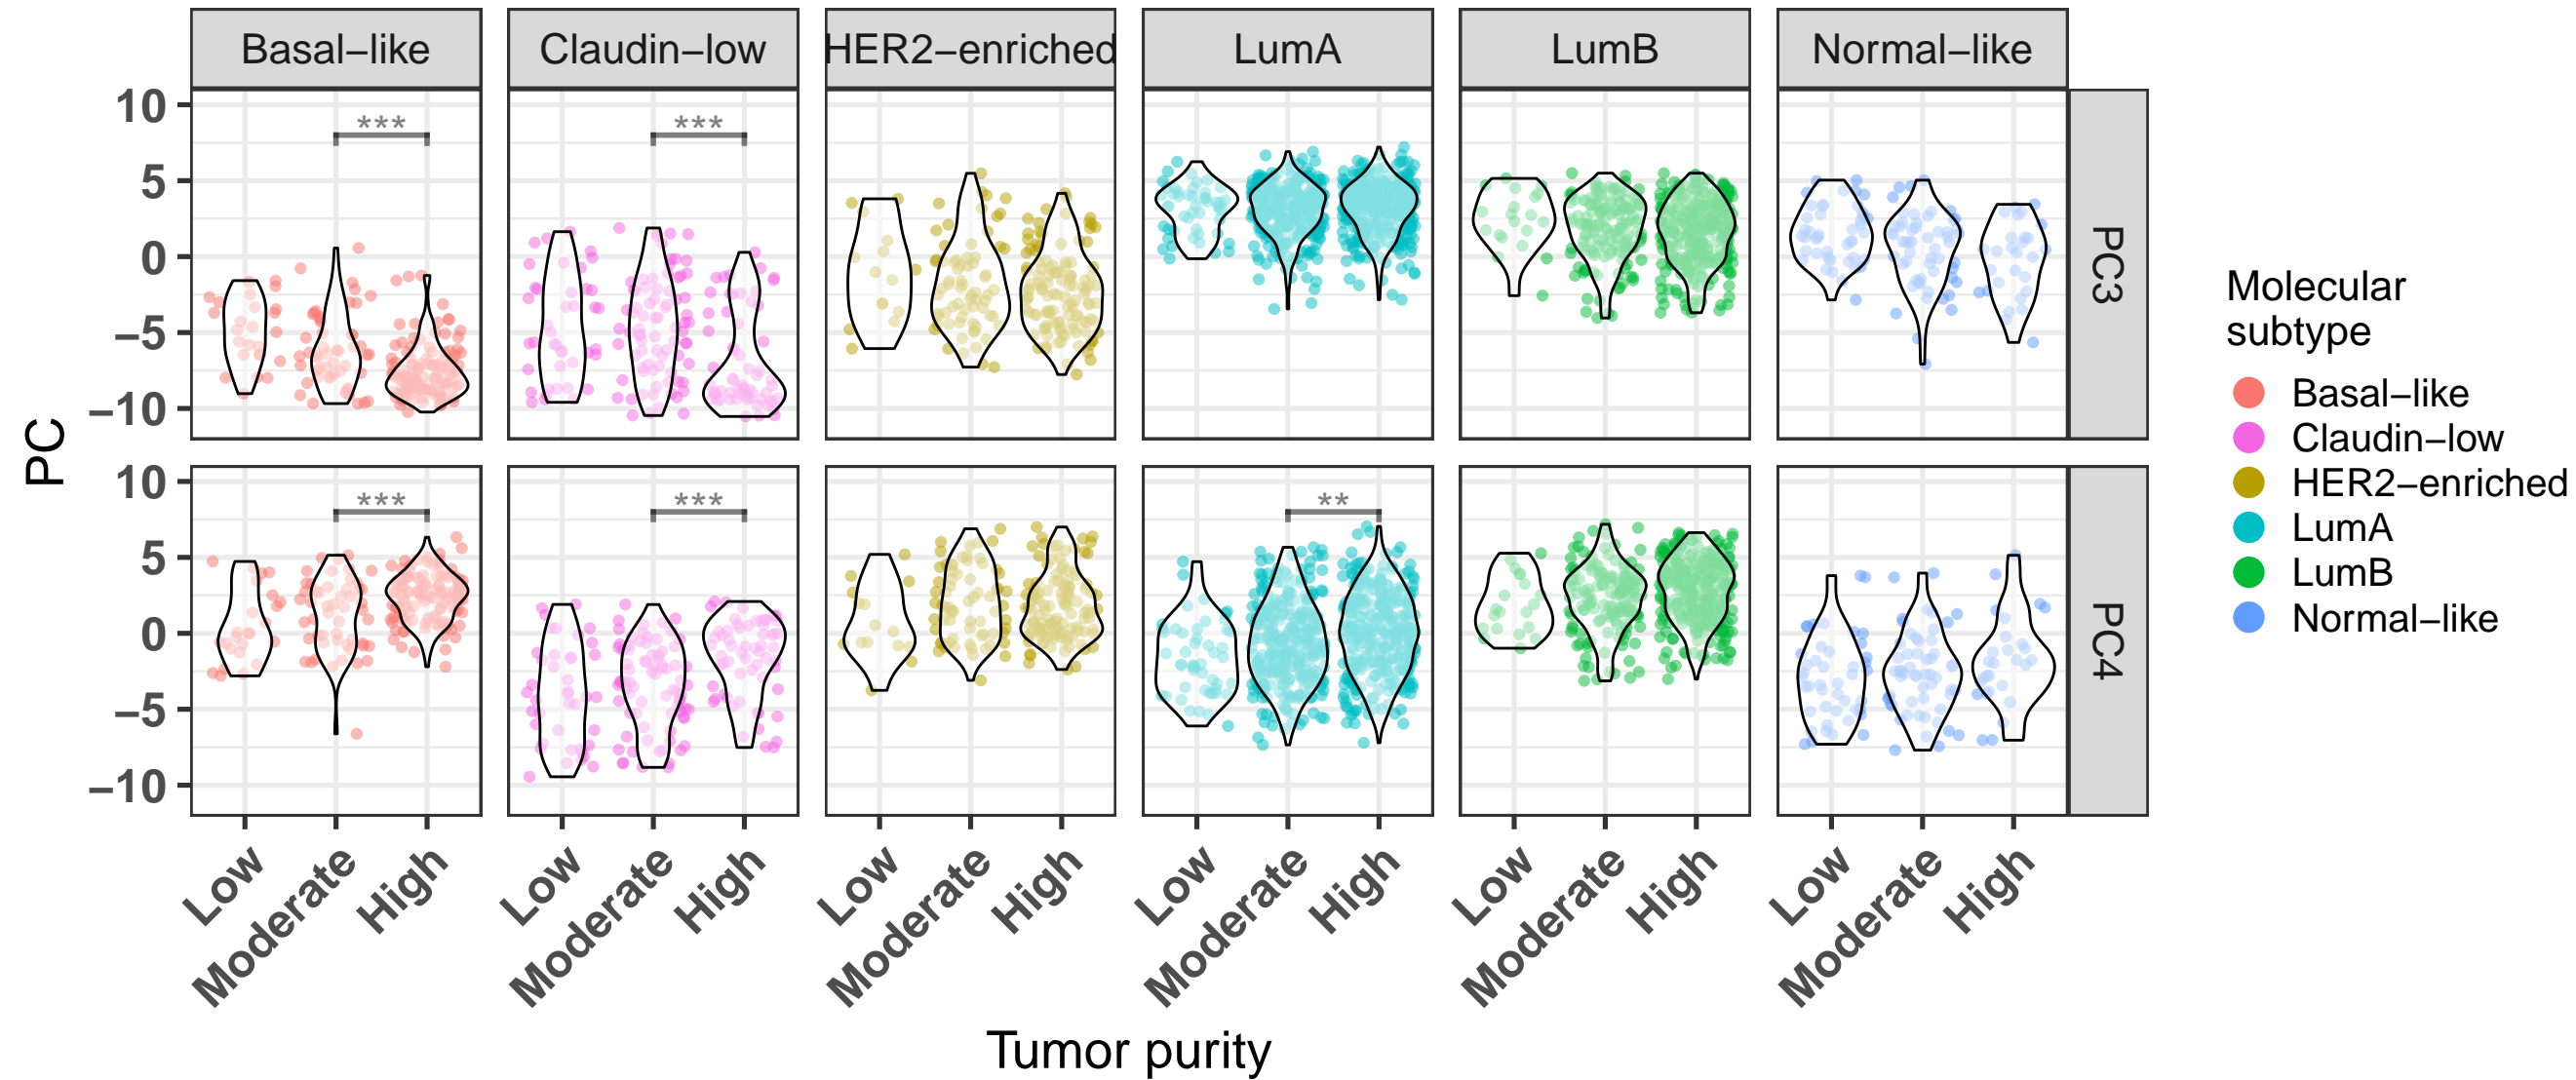 Basal−like
Claudin−low
HER2−enriched
LumA
LumB
Normal−like
10
5
0
−5
−10
***
***
PC3
PC
10
5
0
−5
−10
***
***
**
PC4
Low
Moderate
High
Low
Moderate
High
Low
Moderate
High
Low
Moderate
High
Low
Moderate
High
Low
Moderate
High
Tumor purity
Molecular
subtype
Basal−like
Claudin−low
HER2−enriched
LumA
LumB
Normal−like